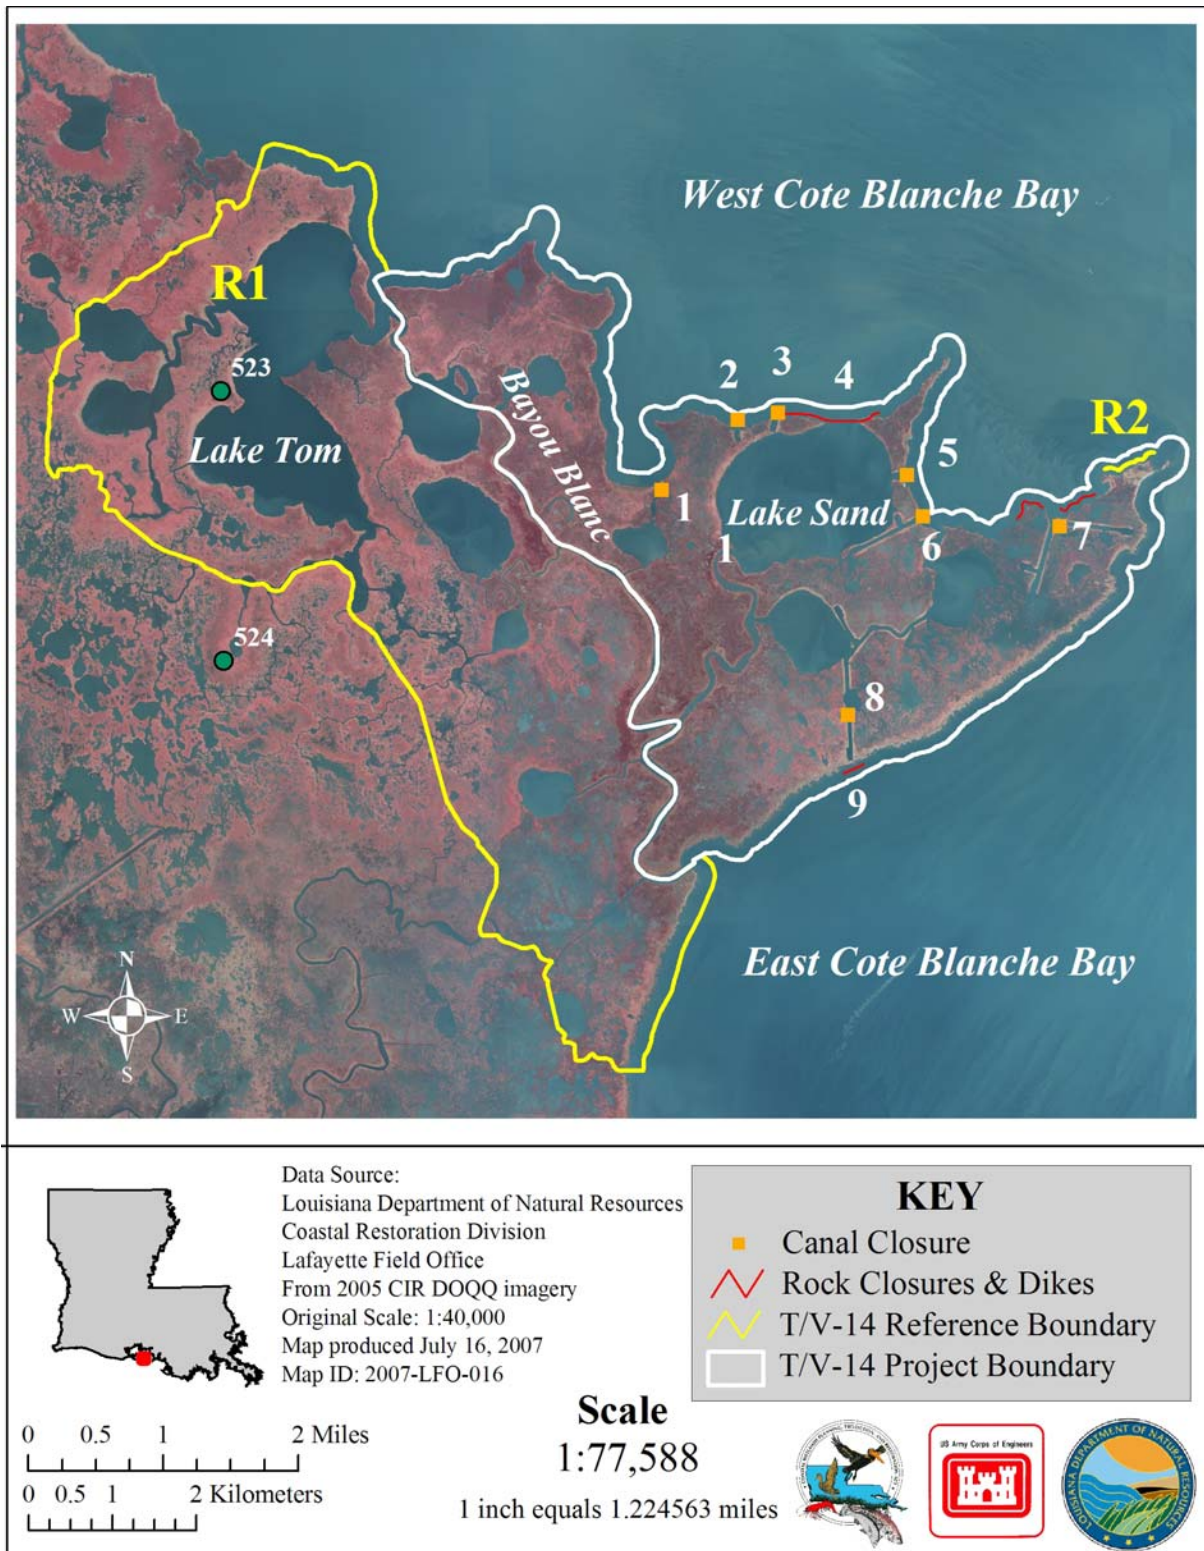 West Cote Blanche Bay
R1
523
Lake Tom
Bayou Blanc
2
3
4
5
R2
1
Lake Sand
1
6
7
524
8
9
East Cote Blanche Bay
N
W
E
S
Data Source:
Louisiana Department of Natural Resources
Coastal Restoration Division
Lafayette Field Office
From 2005 CIR DOQQ imagery
Original Scale: 1:40,000
Map produced July 16, 2007
Map ID: 2007-LFO-016
KEY
Canal Closure
Rock Closures & Dikes
T/V-14 Reference Boundary
T/V-14 Project Boundary
0 0.5 1 2 Miles
0 0.5 1 2 Kilometers
Scale
1:77,588
1 inch equals 1.224563 miles
US Army Corps of Engineers
LOUISIANA DEPARTMENT OF NATURAL RESOURCES